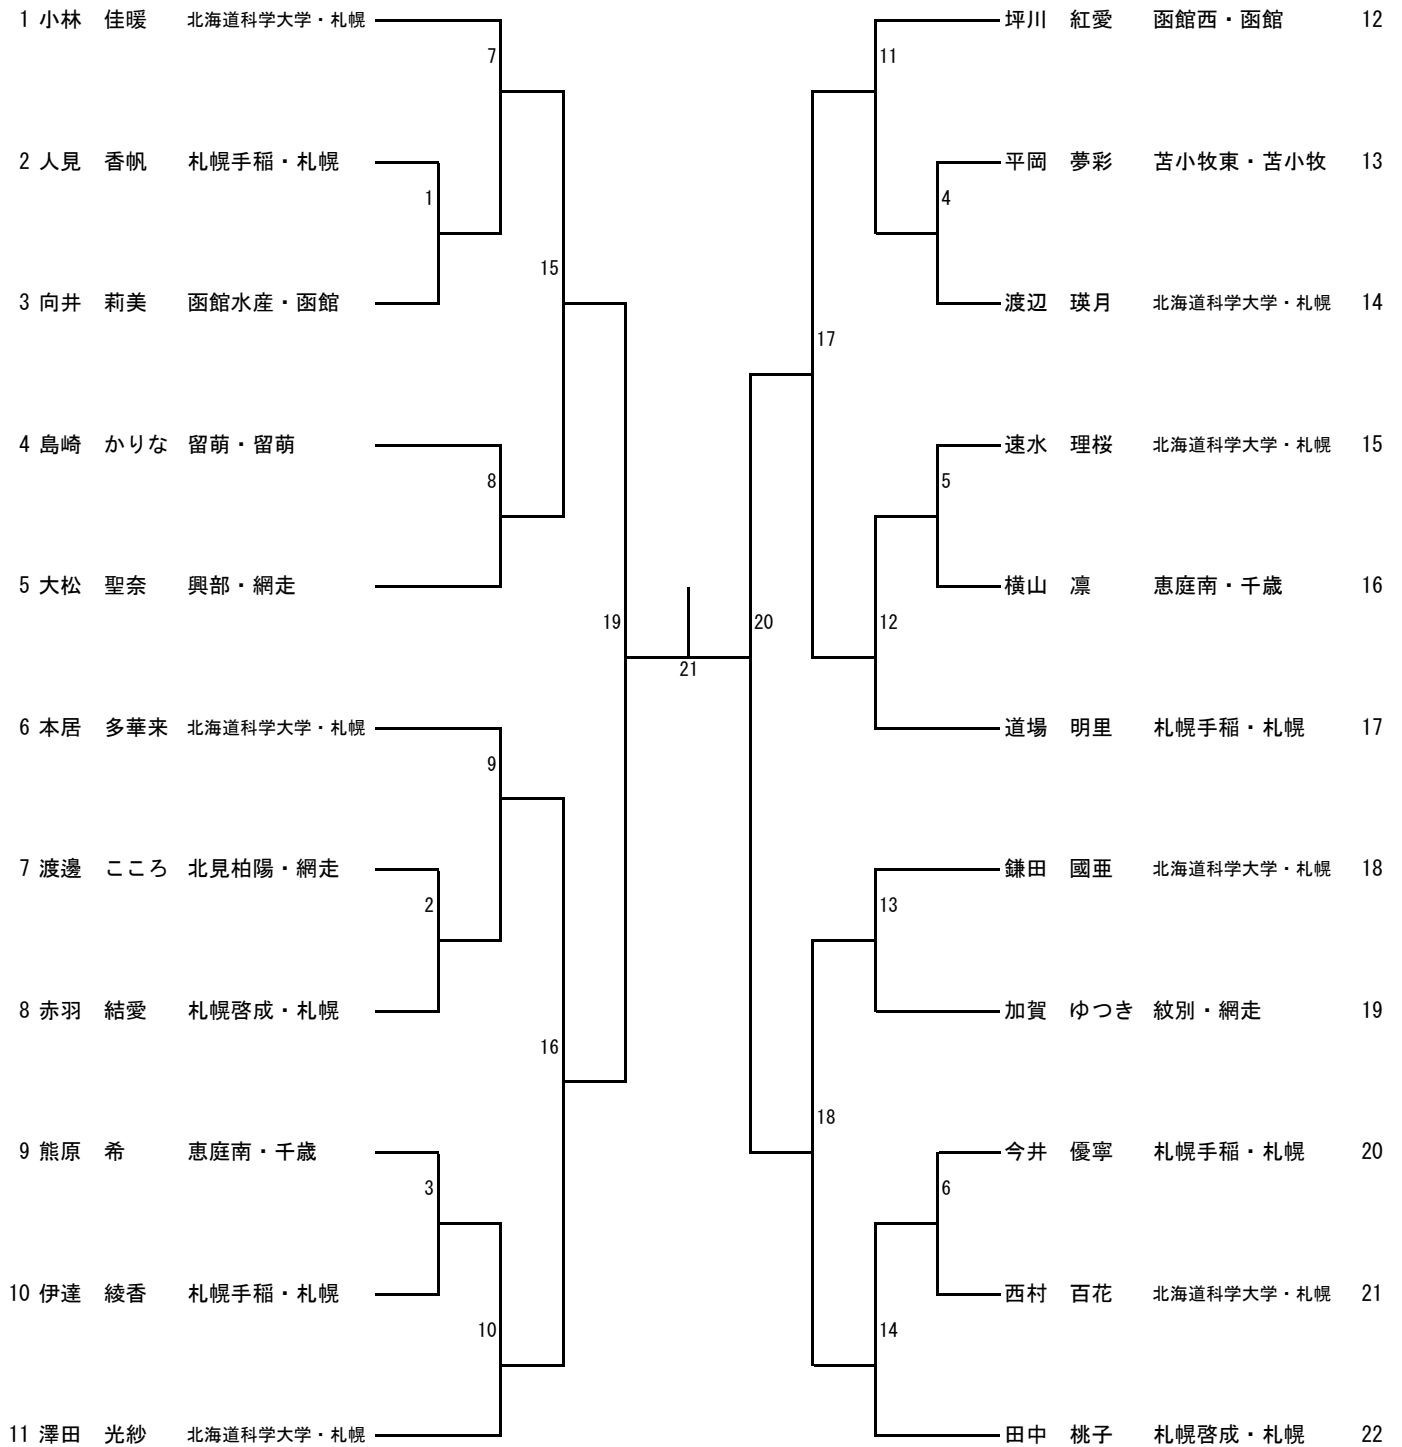 1 小林 佳暖 北海道科学大学・札幌
7
2 人見 香帆 札幌手稲・札幌
1
3 向井 莉美 函館水産・函館
15
4 島崎 かりな 留萌・留萌
8
5 大松 聖奈 興部・網走
19
6 本居 多華来 北海道科学大学・札幌
9
7 渡邊 こころ 北見柏陽・網走
2
8 赤羽 結愛 札幌啓成・札幌
16
9 熊原 希 恵庭南・千歳
3
10 伊達 綾香 札幌手稲・札幌
10
11 澤田 光紗 北海道科学大学・札幌
21
坪川 紅愛 函館西・函館 12
11
平岡 夢彩 苫小牧東・苫小牧 13
4
渡辺 瑛月 北海道科学大学・札幌 14
17
速水 理桜 北海道科学大学・札幌 15
5
横山 凛 恵庭南・千歳 16
20
12
道場 明里 札幌手稲・札幌 17
鎌田 國亜 北海道科学大学・札幌 18
13
加賀 ゆつき 紋別・網走 19
18
今井 優寧 札幌手稲・札幌 20
6
西村 百花 北海道科学大学・札幌 21
14
田中 桃子 札幌啓成・札幌 22